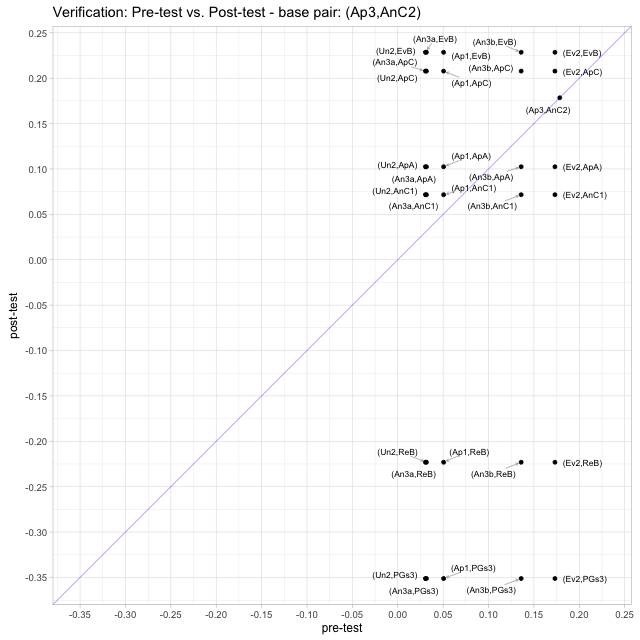 Verification: Pre-test vs. Post-test - base pair: (Ap3,AnC2)
0.25
(An3a,EvB)
(An3b,EvB)
(Un2,EvB)
(Ap1,EvB)
(Ev2,EvB)
(An3a,ApC)
(An3b,ApC)
(Ev2,ApC)
0.20
(Un2,ApC)
(Ap1,ApC)
(Ap3,AnC2)
0.15
(Ap1,ApA)
(Un2,ApA)
(Ev2,ApA)
0.10
(An3a,ApA)
(An3b,ApA)
(Un2,AnC1)
(Ap1,AnC1)
(Ev2,AnC1)
(An3a,AnC1)
(An3b,AnC1)
0.05
0.00
-0.05
-0.10
-0.15
-0.20
(Un2,ReB)
(Ap1,ReB)
(Ev2,ReB)
(An3a,ReB)
(An3b,ReB)
-0.25
-0.30
(Ap1,PGs3)
(Un2,PGs3)
-0.35
(Ev2,PGs3)
(An3a,PGs3)
(An3b,PGs3)
post-test
-0.35 -0.30 -0.25 -0.20 -0.15 -0.10 -0.05 0.00 0.05 0.10 0.15 0.20 0.25
pre-test